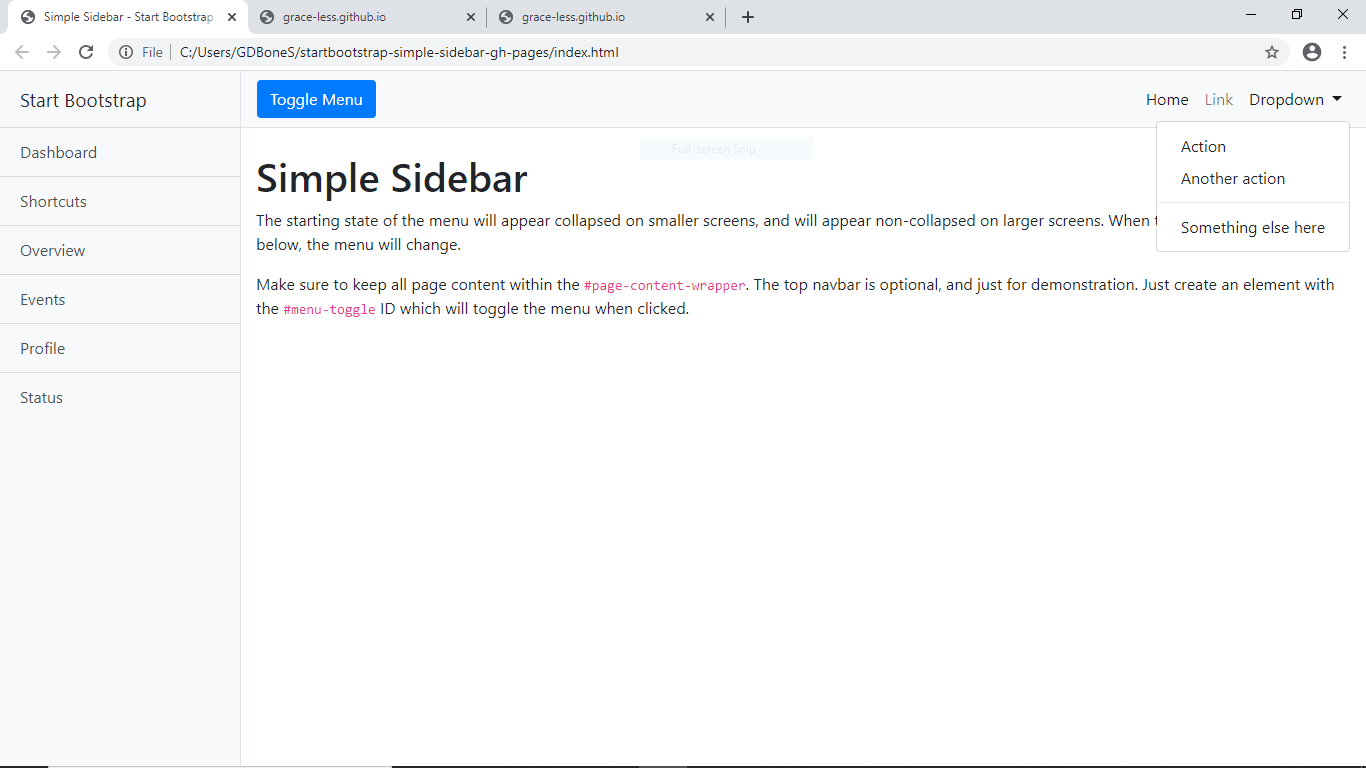 Simple Sidebar - Start Bootstrap
grace-less.github.io
grace-less.github.io
File
C:/Users/GDBoneS/startbootstrap-simple-sidebar-gh-pages/index.html
Start Bootstrap
Toggle Menu
Home
Link
Dropdown
Dashboard
Shortcuts
Overview
Events
Profile
Status
Action
Another action
Something else here
Full-screen Snip
Simple Sidebar
The starting state of the menu will appear collapsed on smaller screens, and will appear non-collapsed on larger screens. When
below, the menu will change.
Make sure to keep all page content within the #page-content-wrapper. The top navbar is optional, and just for demonstration. Just create an element with
the #menu-toggle ID which will toggle the menu when clicked.